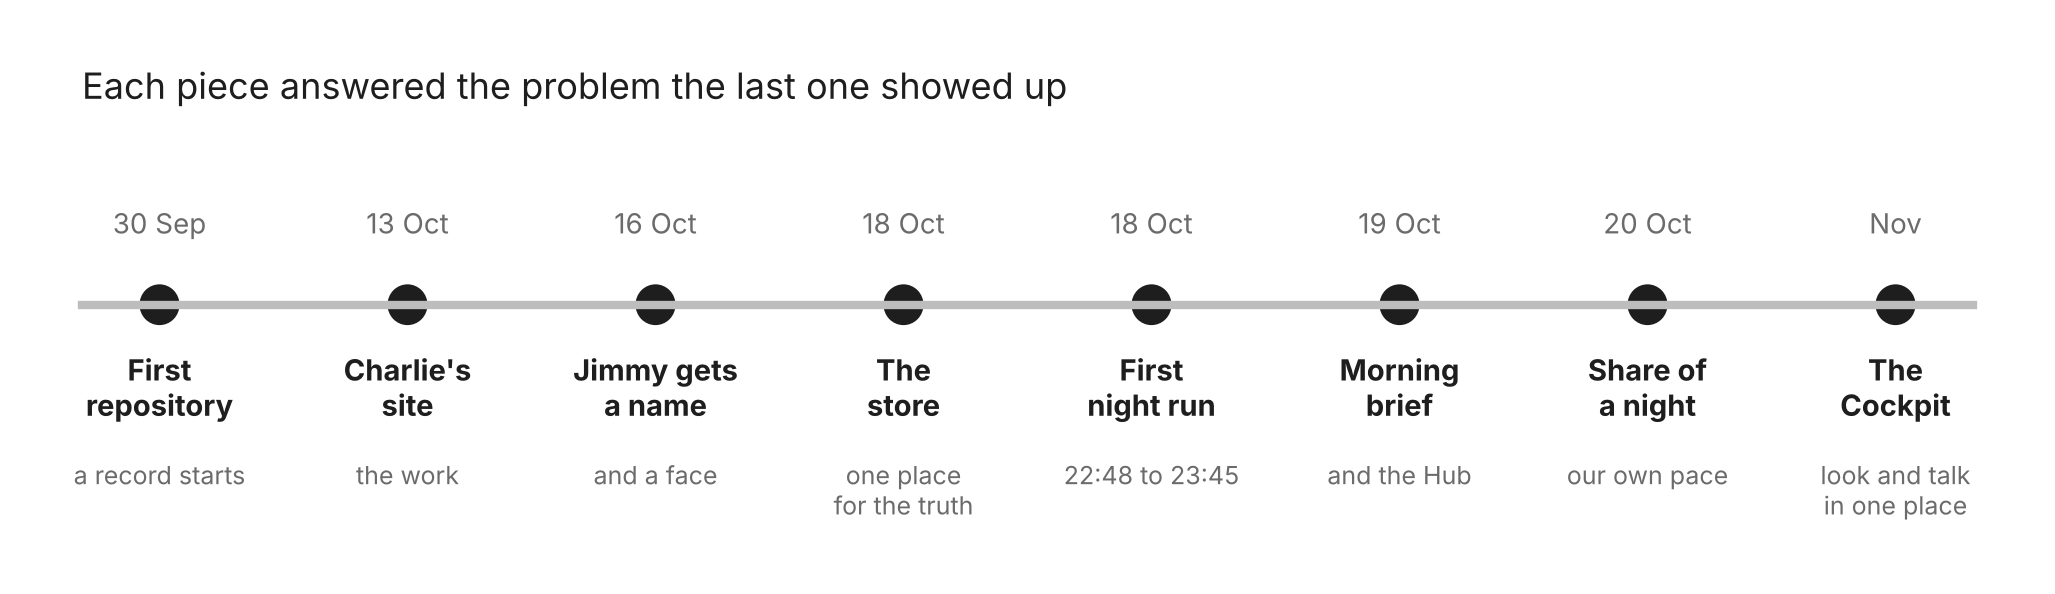 Each piece answered the problem the last one showed up
30 Sep
13 Oct
16 Oct
18 Oct
18 Oct
19 Oct
20 Oct
Nov
First
repository
Charlie's
site
Jimmy gets
a name
The
store
First
night run
Morning
brief
Share of
a night
The
Cockpit
a record starts
the work
and a face
one place
for the truth
22:48 to 23:45
and the Hub
our own pace
look and talk
in one place